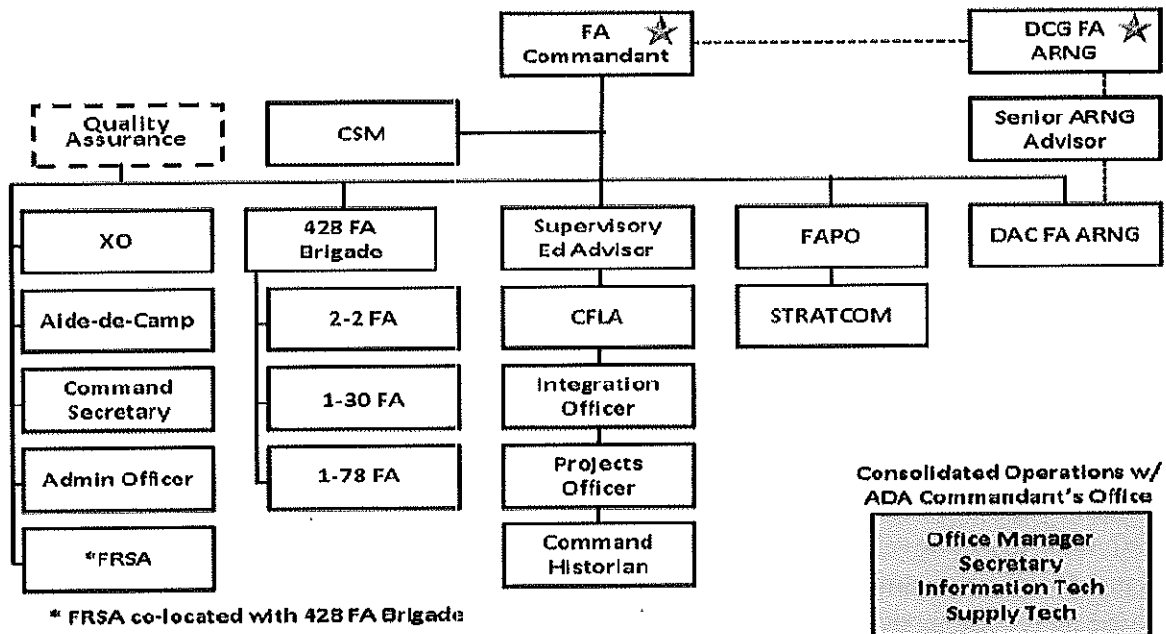 FA
Commandant
DCG FA
ARNG
Quality
Assurance
CSM
Senior ARNG
Advisor
XO
428 FA
Brigade
Supervisory
Ed Advisor
FAPO
DAC FA ARNG
Aide-de-Camp
2-2 FA
CFLA
STRATCOM
Command
Secretary
1-30 FA
Integration
Officer
Admin Officer
1-78 FA
Projects
Officer
*FRSA
Command
Historian
Consolidated Operations w/
ADA Commandant's Office
Office Manager
Secretary
Information Tech
Supply Tech
* FRSA co-located with 428 FA Brigade